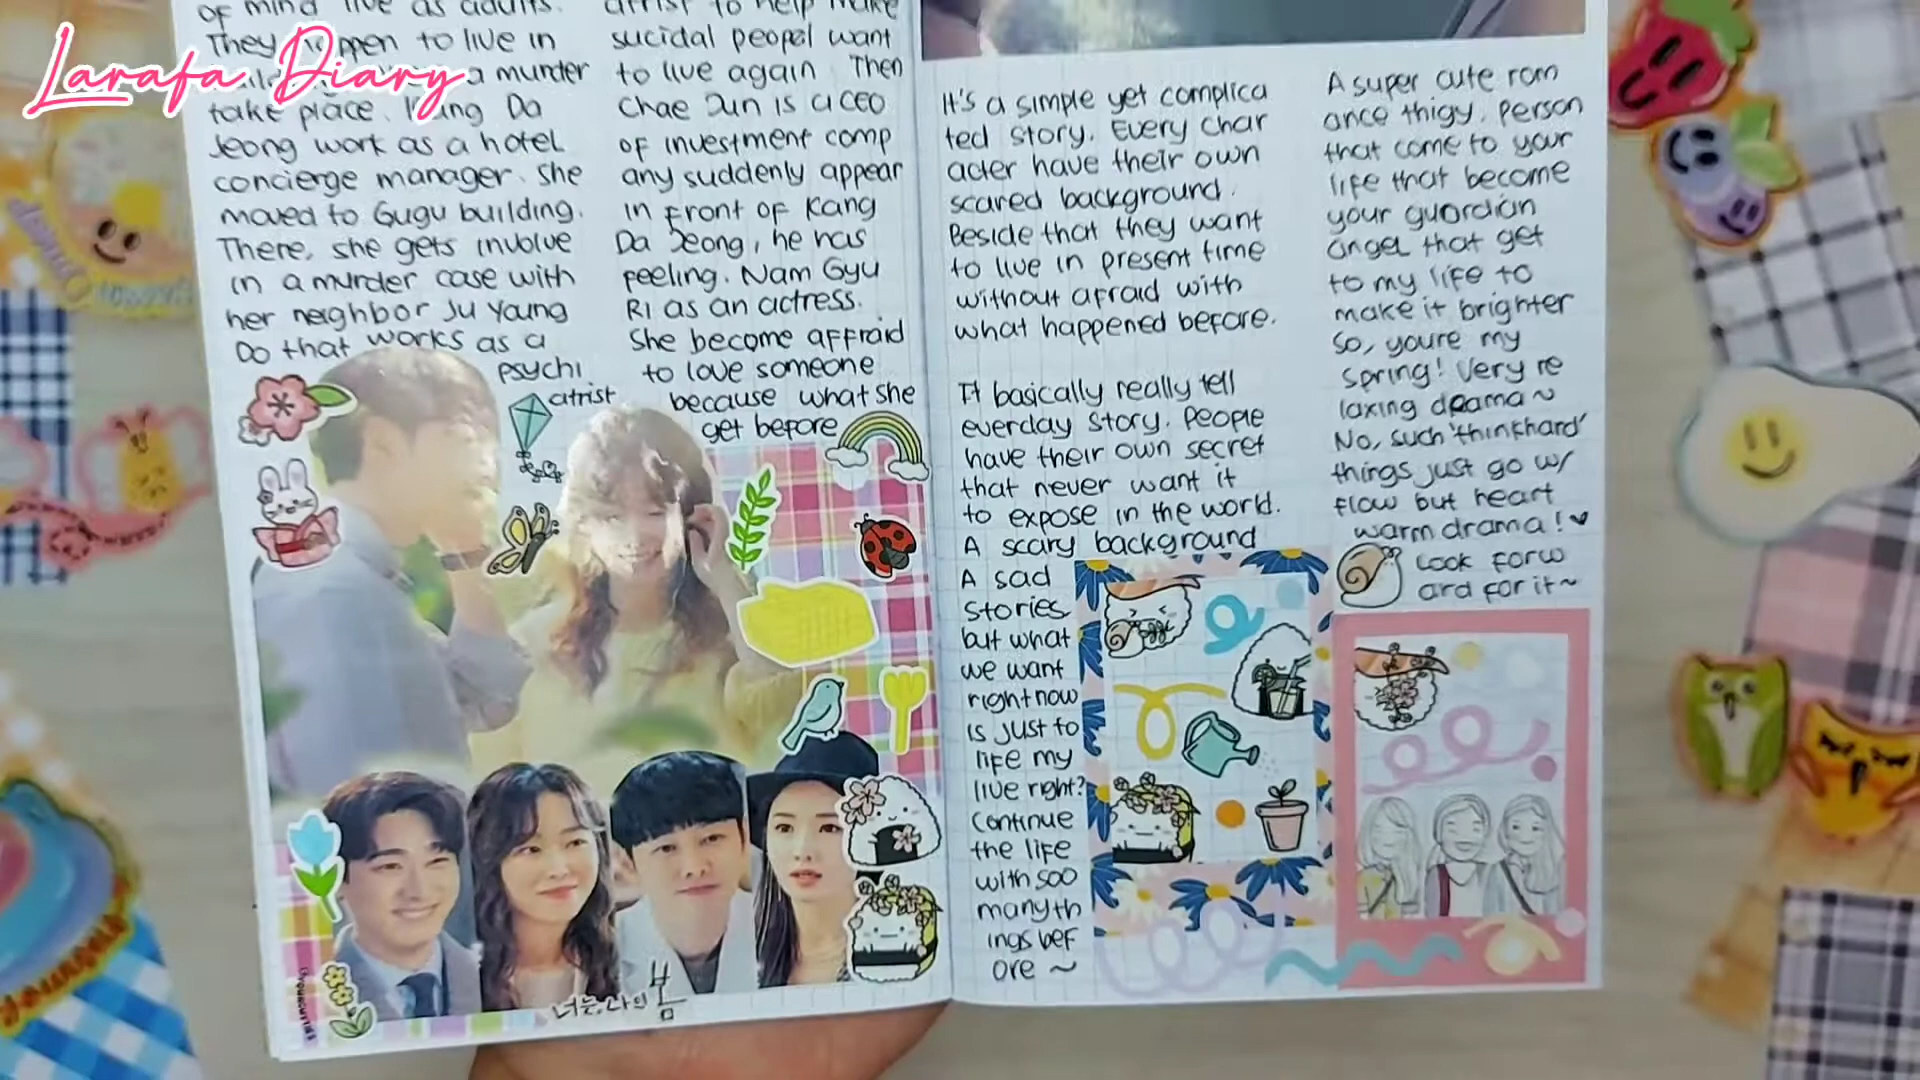 Larafa Diary
of mind live as adults.
They happen to live in
a murder
take place. Kang Da
Jeong work as a hotel
concierge manager. She
moved to Gugu building.
There, she gets involve
in a murder case with
her neighbor Ju Young
Do that works as a
psychi
atrist
artist to help make
sucidal peopel want
to live again. Then
Chae Jun is a CEO
of investment comp
any suddenly appear
in front of Kang
Da Jeong, he has
feeling. Nam Gyu
Ri as an actress.
She become affraid
to love someone
because what she
get before
너는, 나의 봄
It's a simple yet complica
ted story. Every char
acter have their own
scared background.
Beside that they want
to live in present time
without afraid with
what happened before.
It basically really tell
everday story. People
have their own secret
that never want it
to expose in the world.
A scary background
A sad
stories
but what
we want
right now
is just to
life my
live right?
Continue
the life
with soo
many th
ings bef
ore ~
A super cute rom
ance thigy. Person
that come to your
life that become
your guardian
angel that get
to my life to
make it brighter
So, youre my
spring! Very re
laxing drama ~
No, such 'think hard'
things just go w/
flow but heart
warm drama! ♥
Look forw
ard for it ~